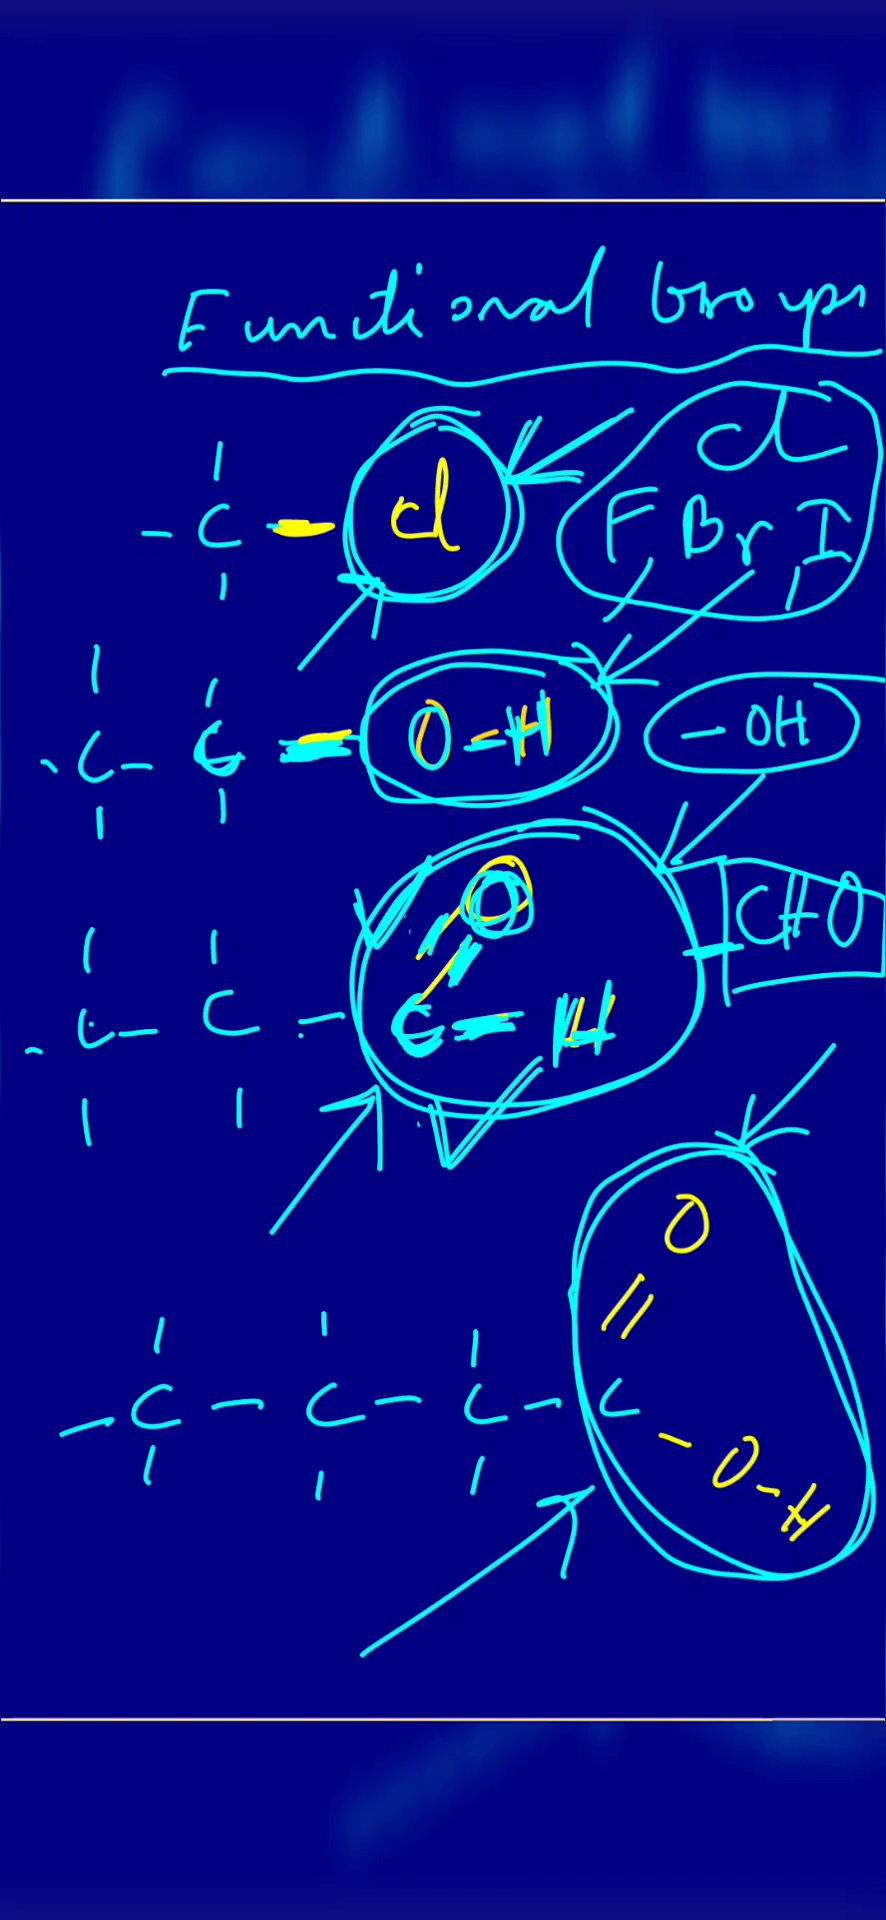 Functional Groups
- C - Cl
Cl
F Br I
- C - C - O - H
- OH
O
- C - C - C - H
- CHO
O
- C - C - C - C - O - H